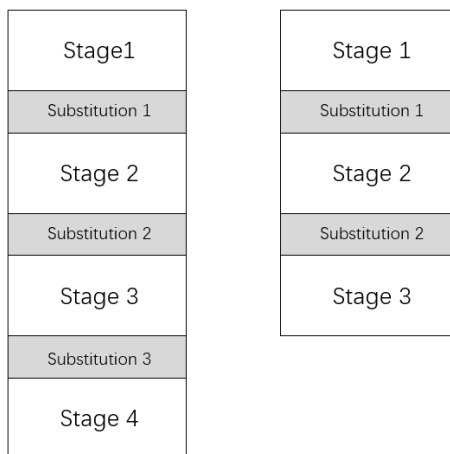 Stage1
Substitution 1
Stage 2
Substitution 2
Stage 3
Substitution 3
Stage 4
Stage 1
Substitution 1
Stage 2
Substitution 2
Stage 3